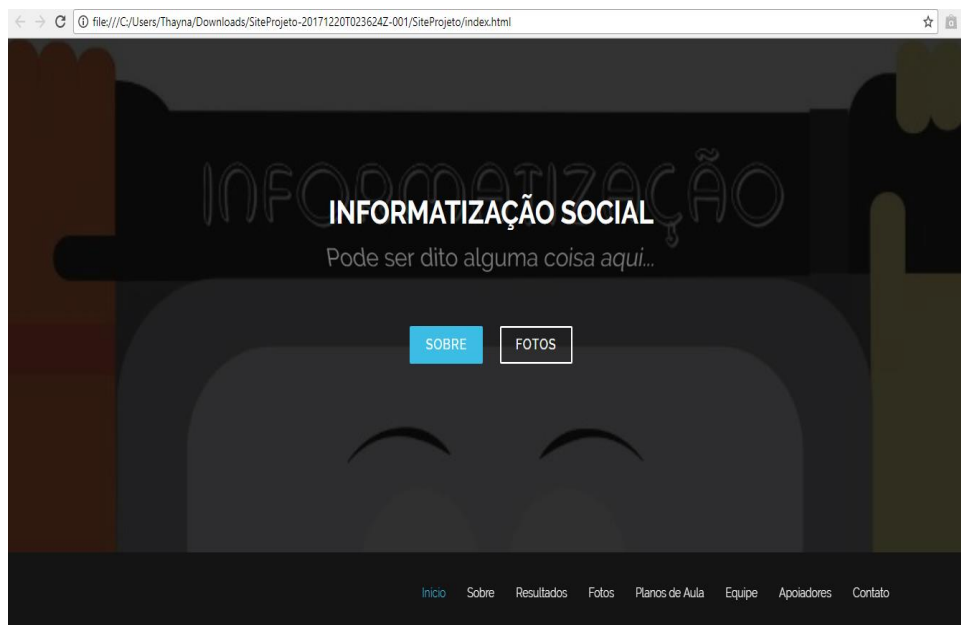 file:///C:/Users/Thayna/Downloads/SiteProjeto-20171220T023624Z-001/SiteProjeto/index.html
INFORMATIZAÇÃO
INFORMATIZAÇÃO SOCIAL
Pode ser dito alguma coisa aqui...
SOBRE FOTOS
Início Sobre Resultados Fotos Planos de Aula Equipe Apoiadores Contato